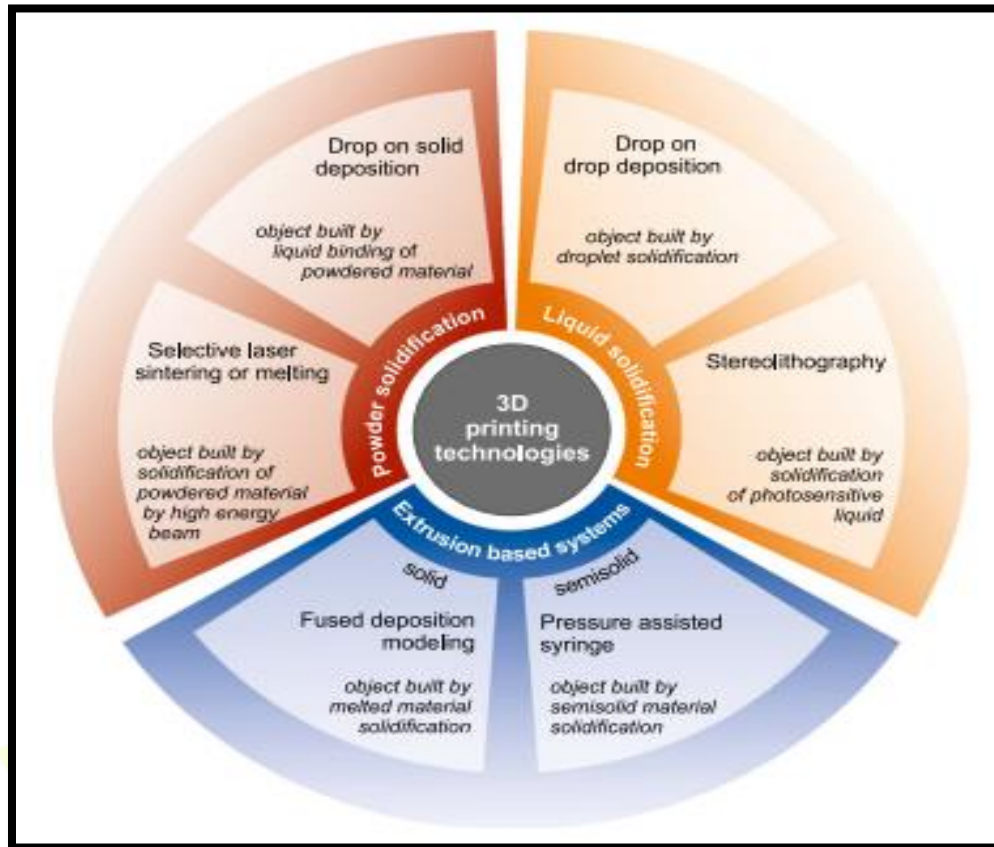 3D
printing
technologies
Powder solidification
Drop on solid
deposition
object built by
liquid binding of
powdered material
Selective laser
sintering or melting
object built by
solidification of
powdered material
by high energy
beam
Liquid solidification
Drop on
drop deposition
object built by
droplet solidification
Stereolithography
object built by
solidification
of photosensitive
liquid
Extrusion based systems
solid
Fused deposition
modeling
object built by
melted material
solidification
semisolid
Pressure assisted
syringe
object built by
semisolid material
solidification